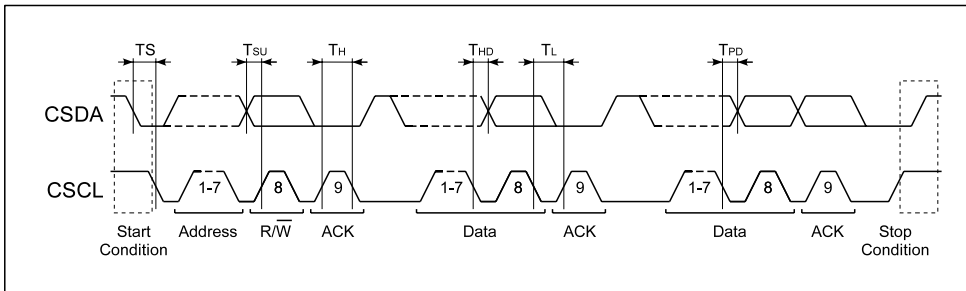 TS TSU TH THD TL TPD
CSDA
CSCL 1-7 8 9 1-7 8 9 1-7 8 9
Start Condition Address R/W̅ ACK Data ACK Data ACK Stop Condition